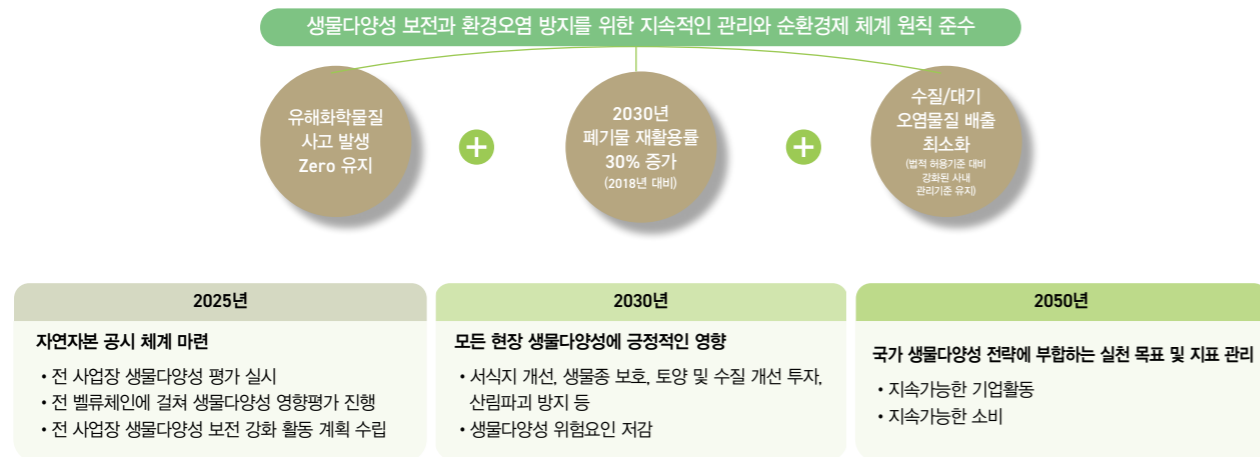 생물다양성 보전과 환경오염 방지를 위한 지속적인 관리와 순환경제 체계 원칙 준수
유해화학물질
사고 발생
Zero 유지
+
2030년
폐기물 재활용률
30% 증가
(2018년 대비)
+
수질/대기
오염물질 배출
최소화
(법적 허용기준 대비
강화된 사내
관리기준 유지)
2025년
자연자본 공시 체계 마련
• 전 사업장 생물다양성 평가 실시
• 전 밸류체인에 걸쳐 생물다양성 영향평가 진행
• 전 사업장 생물다양성 보전 강화 활동 계획 수립
2030년
모든 현장 생물다양성에 긍정적인 영향
• 서식지 개선, 생물종 보호, 토양 및 수질 개선 투자,
산림파괴 방지 등
• 생물다양성 위험요인 저감
2050년
국가 생물다양성 전략에 부합하는 실천 목표 및 지표 관리
• 지속가능한 기업활동
• 지속가능한 소비